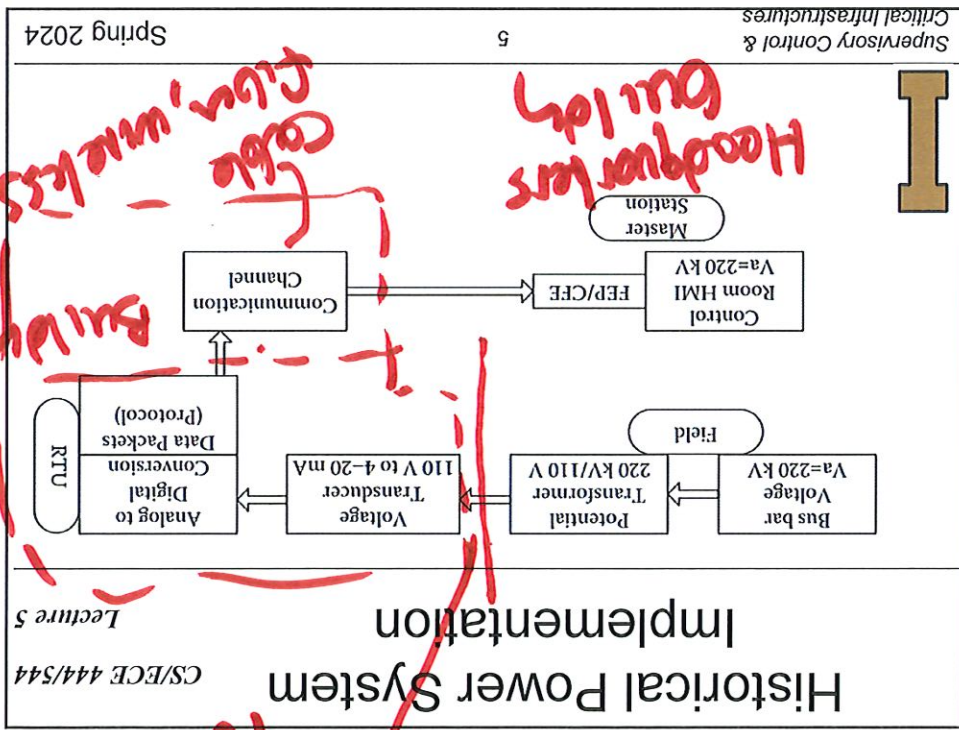 Historical Power System
Implementation
CS/ECE 444/544
Lecture 5
Bus bar
Voltage
Va=220 kV
Potential
Transformer
220 kV/110 V
Voltage
Transducer
110 V to 4–20 mA
Analog to
Digital
Conversion
Data Packets
(Protocol)
RTU
Field
Building
Control
Room HMI
Va=220 kV
FEP/CFE
Communication
Channel
Master
Station
Headquarters
building
Cable
fiber, wireless
Supervisory Control &
Critical Infrastructures
5
Spring 2024
I